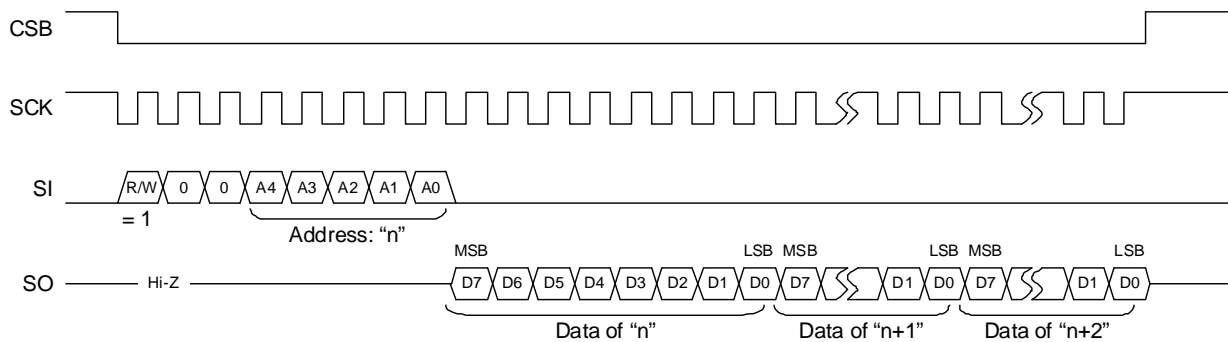 CSB
SCK
SI R/W 0 0 A4 A3 A2 A1 A0
= 1
Address: “n”
MSB LSB MSB LSB MSB LSB
SO Hi-Z D7 D6 D5 D4 D3 D2 D1 D0 D7 D1 D0 D7 D1 D0
Data of “n” Data of “n+1” Data of “n+2”